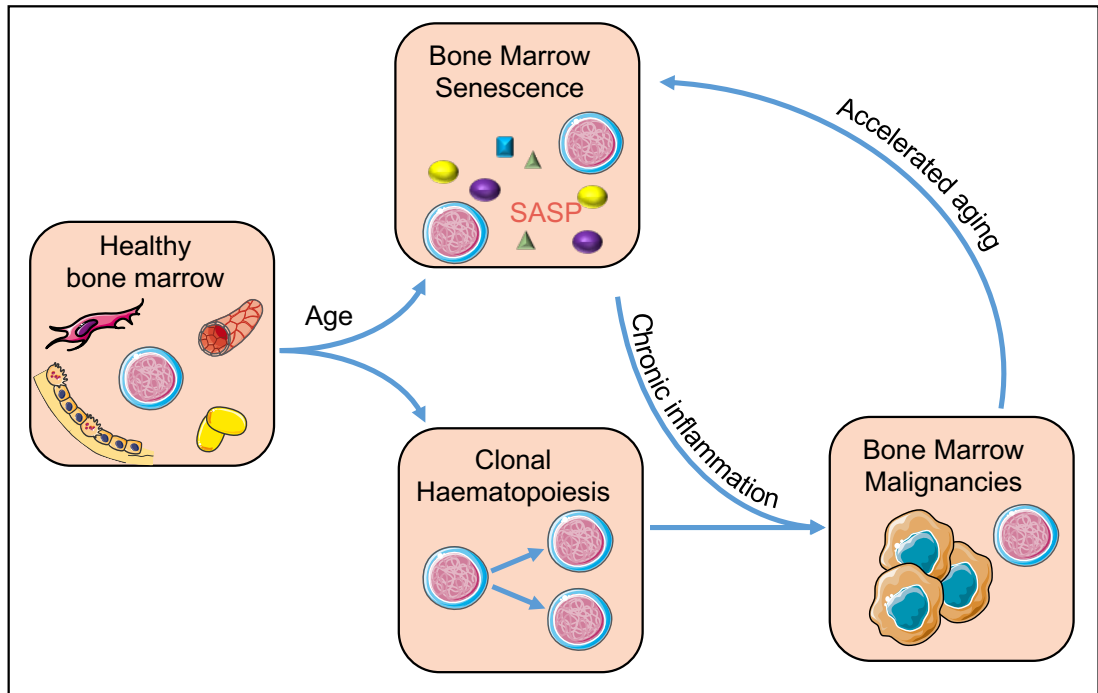 Bone Marrow
Senescence
SASP
Healthy
bone marrow
Age
Accelerated aging
Chronic inflammation
Clonal
Haematopoiesis
Bone Marrow
Malignancies